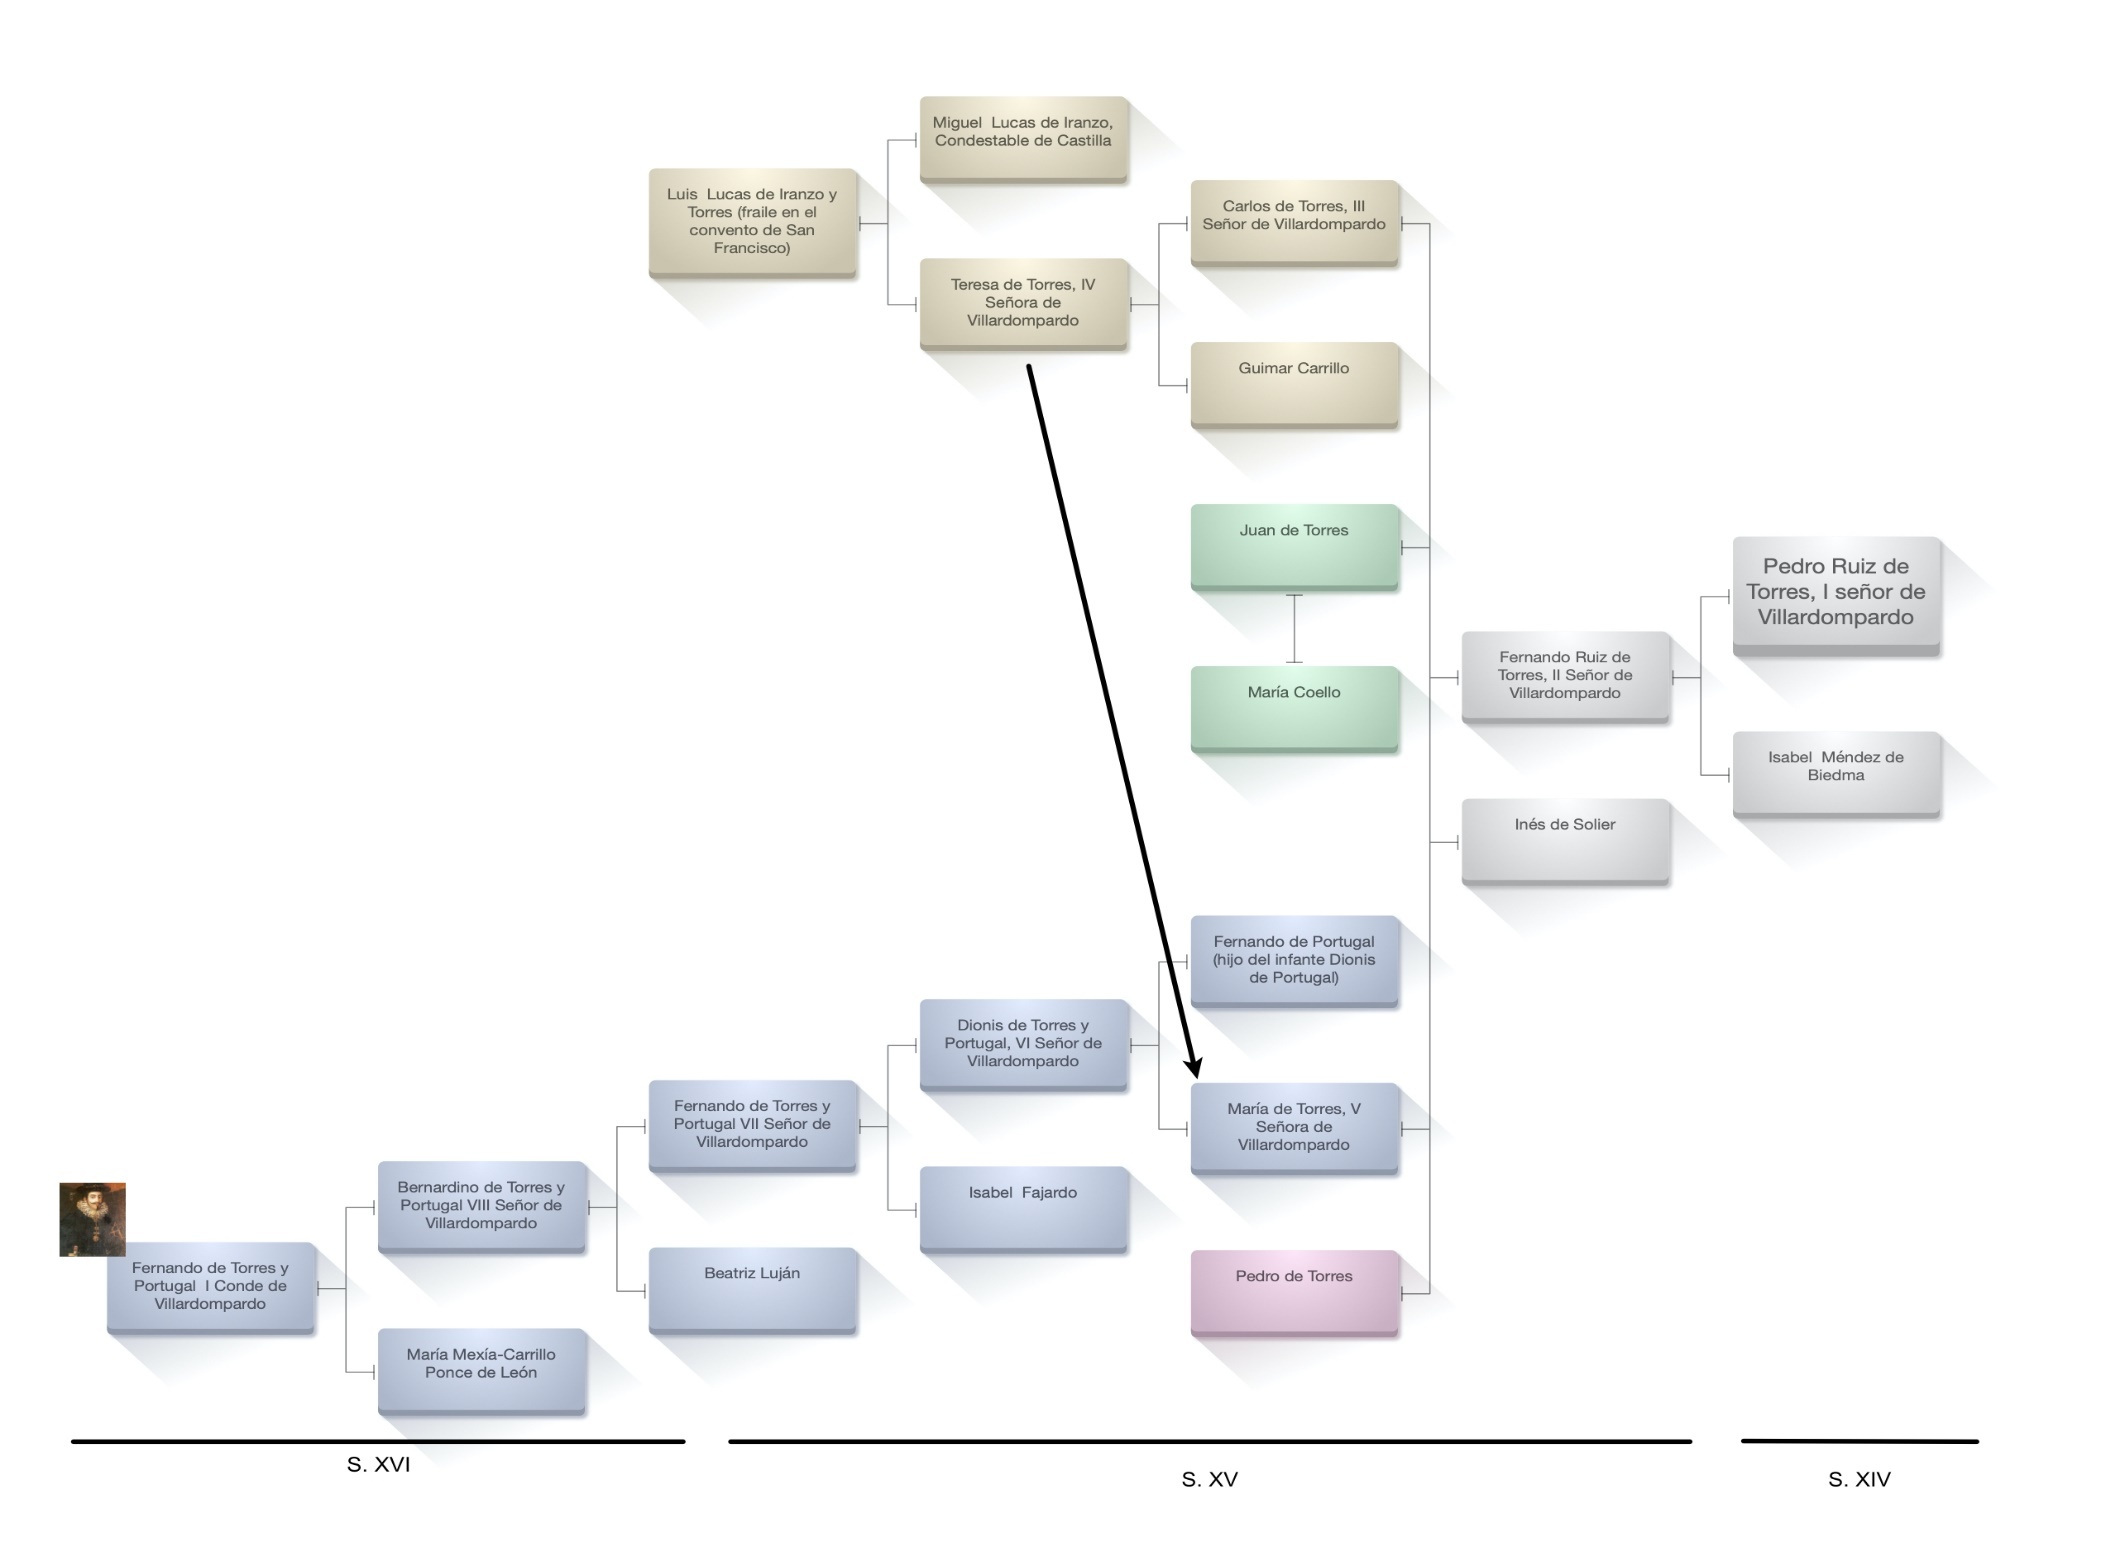 Miguel  Lucas de Iranzo,
Condestable de Castilla
Luis  Lucas de Iranzo y
Torres (fraile en el
convento de San
Francisco)
Carlos de Torres, III
Señor de Villardompardo
Teresa de Torres, IV
Señora de
Villardompardo
Guimar Carrillo
Juan de Torres
Pedro Ruiz de
Torres, I señor de
Villardompardo
Fernando Ruiz de
Torres, II Señor de
Villardompardo
María Coello
Isabel  Méndez de
Biedma
Inés de Solier
Fernando de Portugal
(hijo del infante Dionis
de Portugal)
Dionis de Torres y
Portugal, VI Señor de
Villardompardo
Fernando de Torres y
Portugal VII Señor de
Villardompardo
María de Torres, V
Señora de
Villardompardo
Bernardino de Torres y
Portugal VIII Señor de
Villardompardo
Isabel  Fajardo
Fernando de Torres y
Portugal  I Conde de
Villardompardo
Beatriz Luján
Pedro de Torres
María Mexía-Carrillo
Ponce de León
S. XVI
S. XV
S. XIV